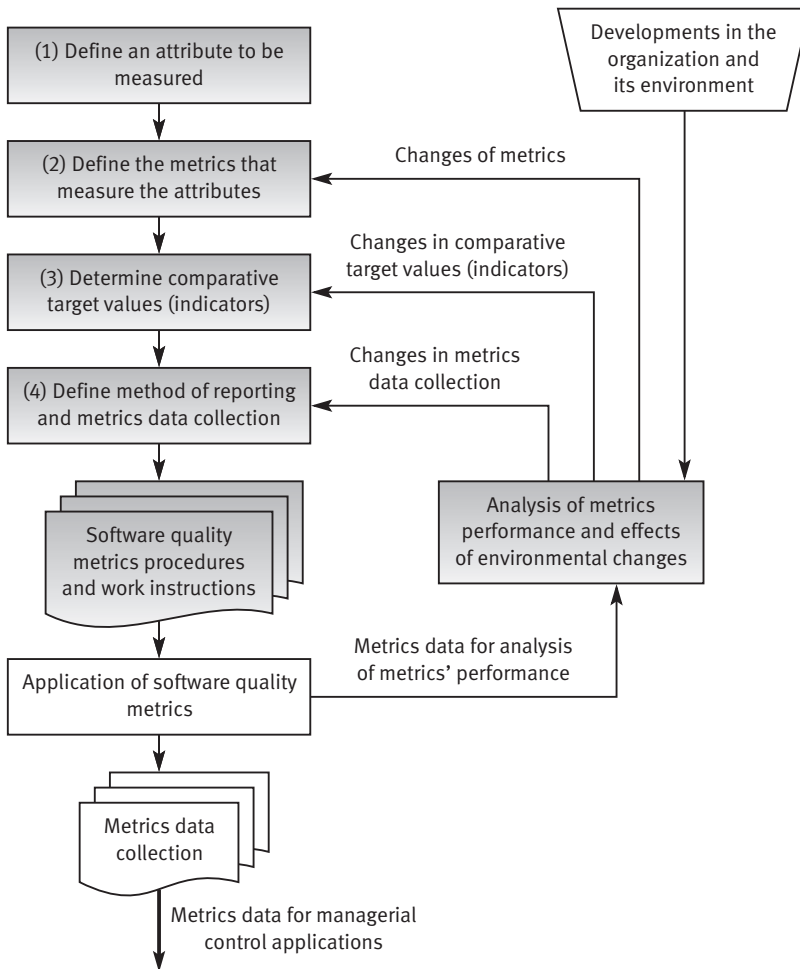 (1) Define an attribute to be
measured
Developments in the
organization and
its environment
(2) Define the metrics that
measure the attributes
Changes of metrics
(3) Determine comparative
target values (indicators)
Changes in comparative
target values (indicators)
(4) Define method of reporting
and metrics data collection
Changes in metrics
data collection
Software quality
metrics procedures
and work instructions
Analysis of metrics
performance and effects
of environmental changes
Application of software quality
metrics
Metrics data for analysis
of metrics’ performance
Metrics data
collection
Metrics data for managerial
control applications